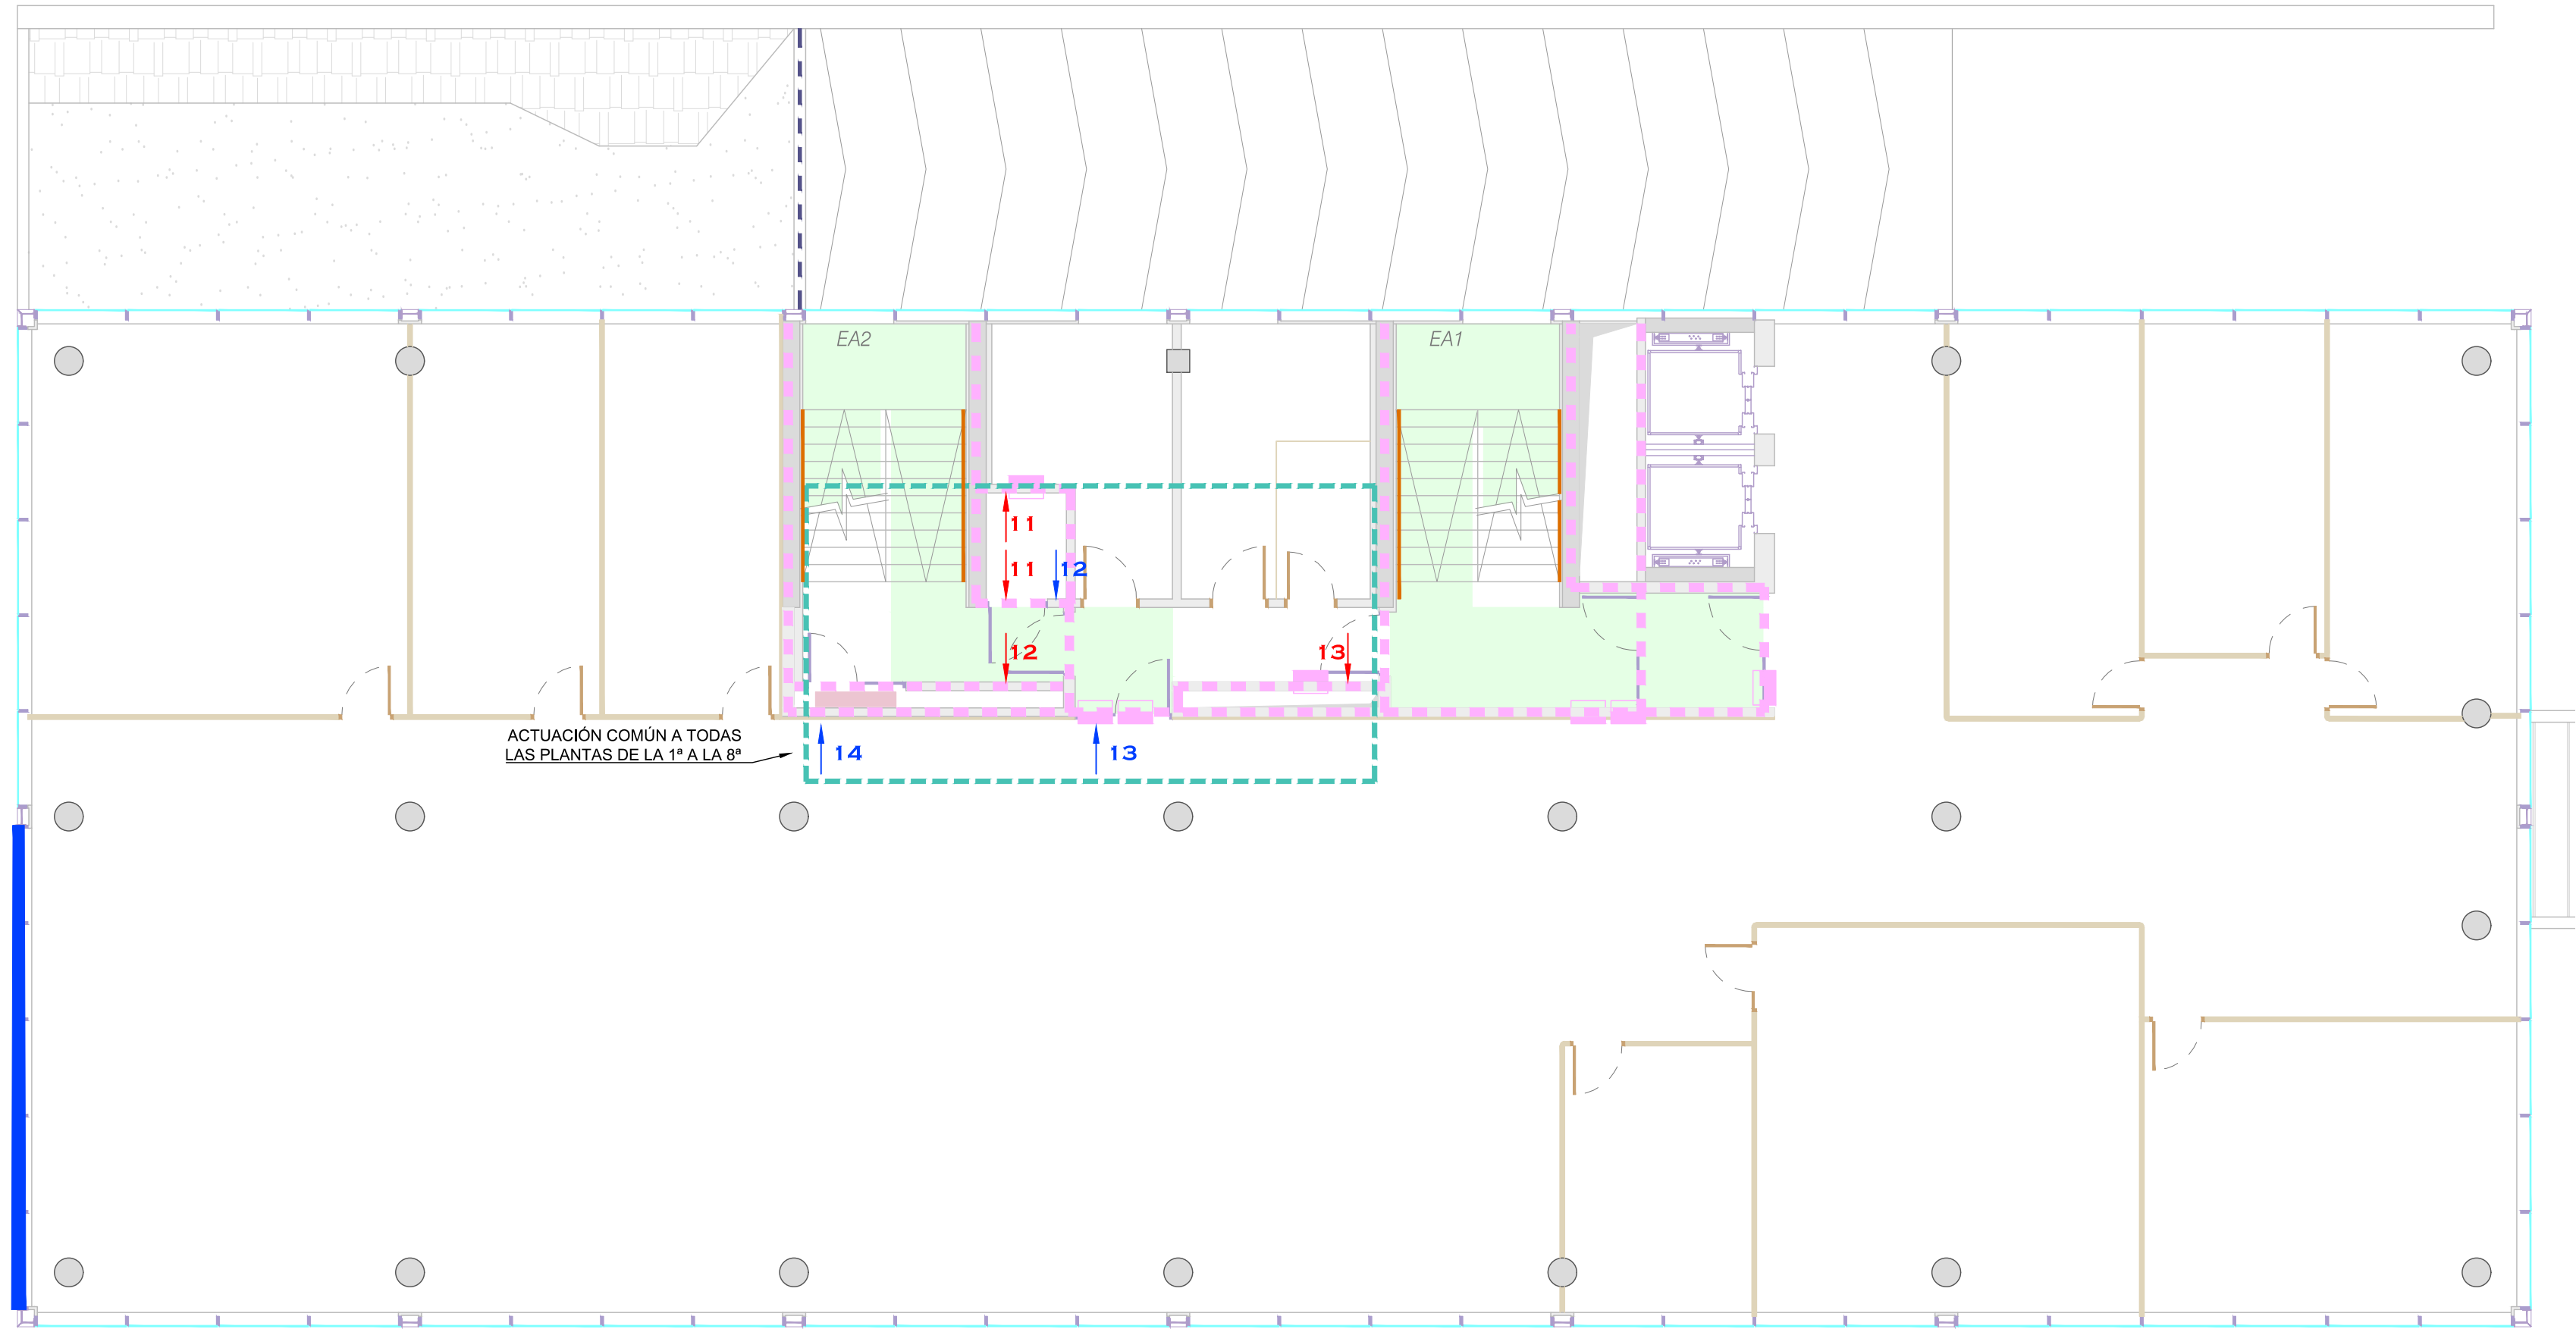 EA2
EA1
11
11
12
12
13
ACTUACIÓN COMÚN A TODAS
LAS PLANTAS DE LA 1ª A LA 8ª
14
13